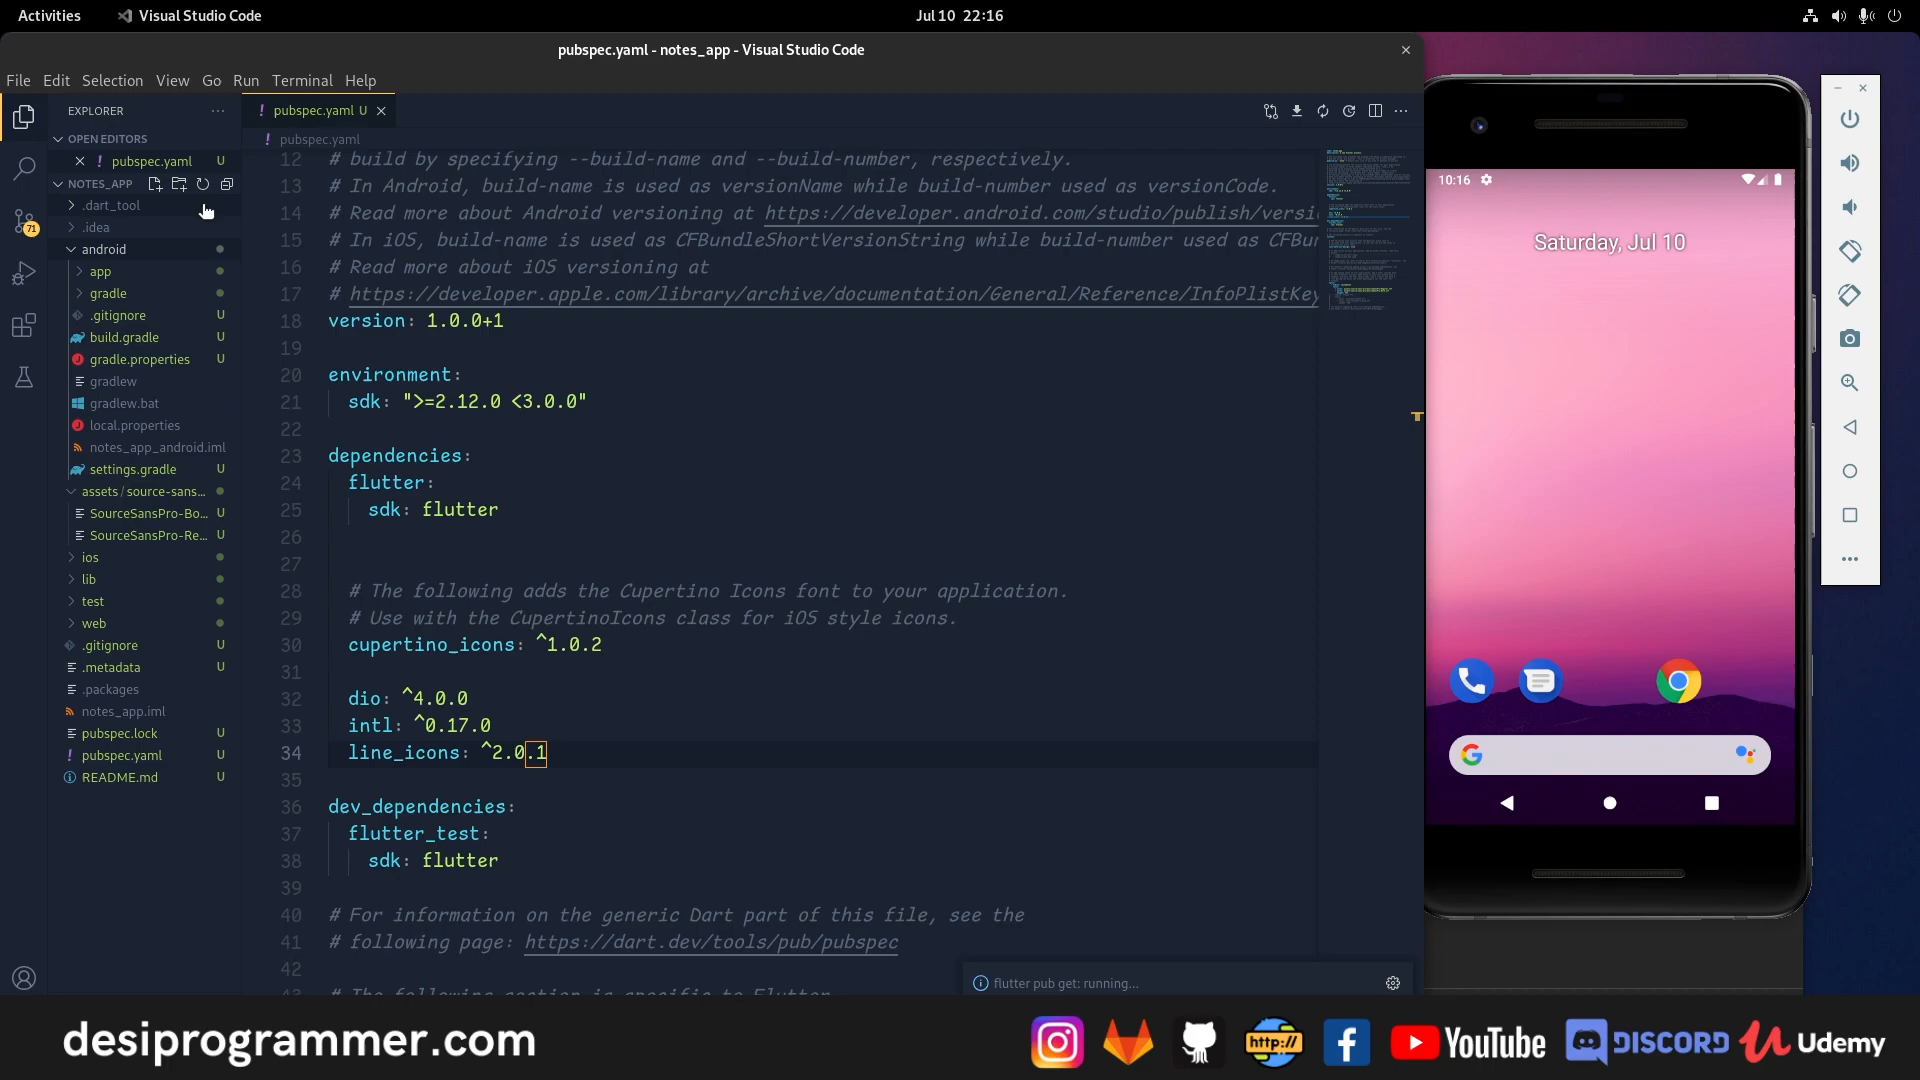 Activities
Visual Studio Code
Jul 10 22:16
pubspec.yaml - notes_app - Visual Studio Code
File Edit Selection View Go Run Terminal Help
EXPLORER
OPEN EDITORS
pubspec.yaml U
NOTES_APP
.dart_tool
.idea
android
app
gradle
.gitignore U
build.gradle U
gradle.properties U
gradlew
gradlew.bat
local.properties
notes_app_android.iml
settings.gradle U
assets / source-sans...
SourceSansPro-Bo... U
SourceSansPro-Re... U
ios
lib
test
web
.gitignore U
.metadata U
.packages
notes_app.iml
pubspec.lock U
pubspec.yaml U
README.md U
71
pubspec.yaml U
pubspec.yaml
12 # build by specifying --build-name and --build-number, respectively.
13 # In Android, build-name is used as versionName while build-number used as versionCode.
14 # Read more about Android versioning at https://developer.android.com/studio/publish/versi
15 # In iOS, build-name is used as CFBundleShortVersionString while build-number used as CFBun
16 # Read more about iOS versioning at
17 # https://developer.apple.com/library/archive/documentation/General/Reference/InfoPlistKey
18 version: 1.0.0+1
19
20 environment:
21 sdk: ">=2.12.0 <3.0.0"
22
23 dependencies:
24 flutter:
25 sdk: flutter
26
27
28 # The following adds the Cupertino Icons font to your application.
29 # Use with the CupertinoIcons class for iOS style icons.
30 cupertino_icons: ^1.0.2
31
32 dio: ^4.0.0
33 intl: ^0.17.0
34 line_icons: ^2.0.1
35
36 dev_dependencies:
37 flutter_test:
38 sdk: flutter
39
40 # For information on the generic Dart part of this file, see the
41 # following page: https://dart.dev/tools/pub/pubspec
42
43 # The following section is specific to Flutter
flutter pub get: running...
10:16
Saturday, Jul 10
desiprogrammer.com
http://
YouTube
DISCORD
Udemy